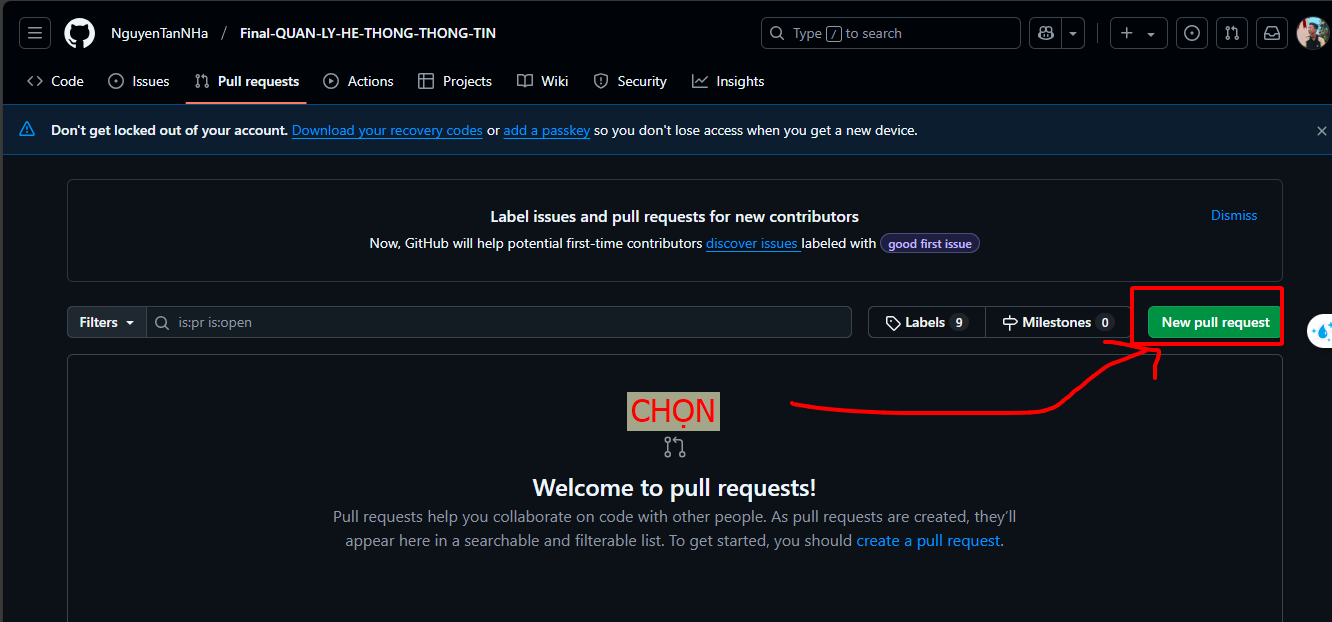 NguyenTanNHa / Final-QUAN-LY-HE-THONG-THONG-TIN
Type / to search
Code Issues Pull requests Actions Projects Wiki Security Insights
Don't get locked out of your account. Download your recovery codes or add a passkey so you don't lose access when you get a new device.
Label issues and pull requests for new contributors
Dismiss
Now, GitHub will help potential first-time contributors discover issues labeled with good first issue
Filters is:pr is:open Labels 9 Milestones 0 New pull request
CHỌN
Welcome to pull requests!
Pull requests help you collaborate on code with other people. As pull requests are created, they'll
appear here in a searchable and filterable list. To get started, you should create a pull request.